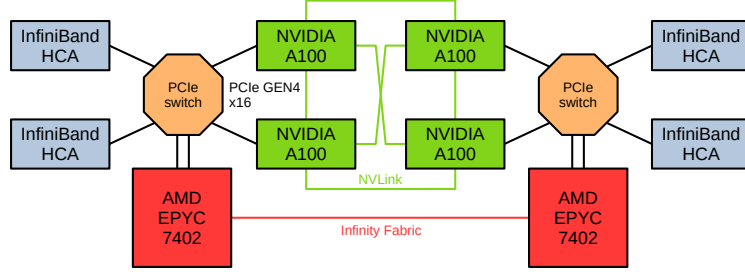 InfiniBand
HCA
NVIDIA
A100
NVIDIA
A100
InfiniBand
HCA
PCIe
switch
PCIe GEN4
x16
PCIe
switch
InfiniBand
HCA
NVIDIA
A100
NVIDIA
A100
InfiniBand
HCA
NVLink
AMD
EPYC
7402
Infinity Fabric
AMD
EPYC
7402